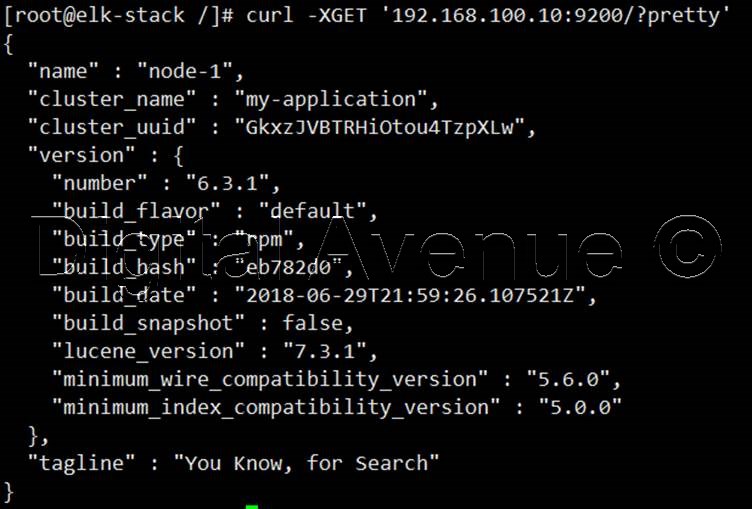 [root@elk-stack /]# curl -XGET '192.168.100.10:9200/?pretty'
{
  "name" : "node-1",
  "cluster_name" : "my-application",
  "cluster_uuid" : "GkxzJVBTRHiOtou4TzpXLw",
  "version" : {
    "number" : "6.3.1",
    "build_flavor" : "default",
    "build_type" : "rpm",
    "build_hash" : "eb782d0",
    "build_date" : "2018-06-29T21:59:26.107521Z",
    "build_snapshot" : false,
    "lucene_version" : "7.3.1",
    "minimum_wire_compatibility_version" : "5.6.0",
    "minimum_index_compatibility_version" : "5.0.0"
  },
  "tagline" : "You Know, for Search"
}
Digital Avenue ©